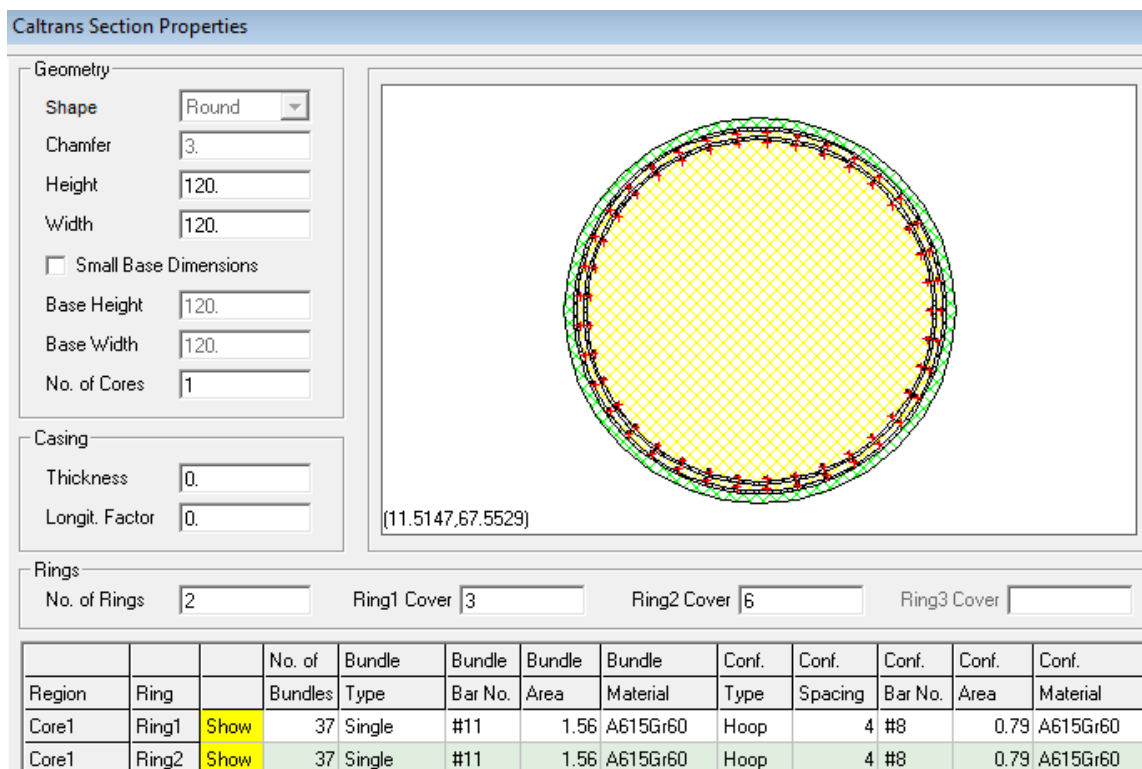 Caltrans Section Properties
Geometry
Shape Round
Chamfer 3.
Height 120.
Width 120.
Small Base Dimensions
Base Height 120.
Base Width 120.
No. of Cores 1
Casing
Thickness 0.
Longit. Factor 0.
(11.5147,67.5529)
Rings
No. of Rings 2 Ring1 Cover 3 Ring2 Cover 6 Ring3 Cover
No. of Bundle Bundle Bundle Bundle Conf. Conf. Conf. Conf. Conf.
Region Ring Bundles Type Bar No. Area Material Type Spacing Bar No. Area Material
Core1 Ring1 Show 37 Single #11 1.56 A615Gr60 Hoop 4 #8 0.79 A615Gr60
Core1 Ring2 Show 37 Single #11 1.56 A615Gr60 Hoop 4 #8 0.79 A615Gr60